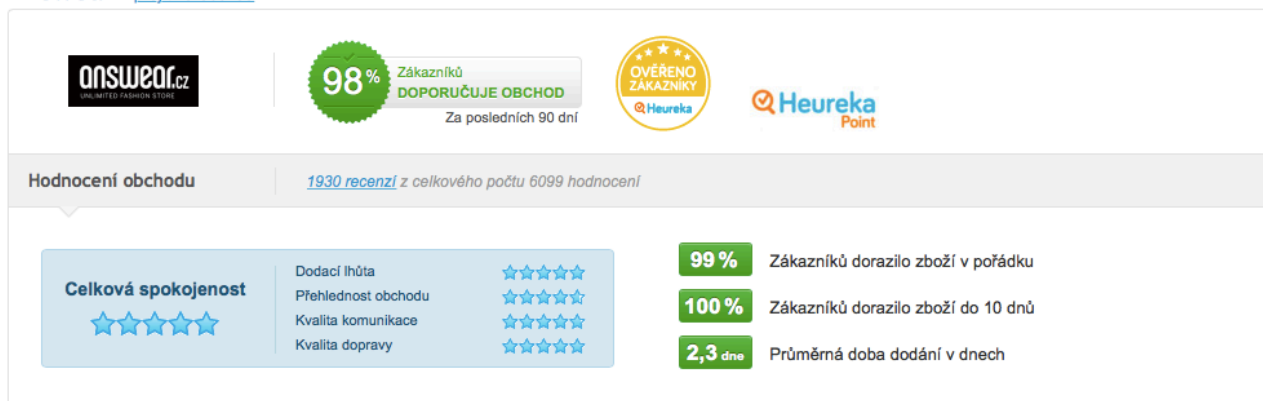 answear.cz
UNLIMITED FASHION STORE
98%
Zákazníků
DOPORUČUJE OBCHOD
Za posledních 90 dní
OVĚŘENO
ZÁKAZNÍKY
Heureka
Heureka
Point
Hodnocení obchodu
1930 recenzí z celkového počtu 6099 hodnocení
Celková spokojenost
Dodací lhůta
Přehlednost obchodu
Kvalita komunikace
Kvalita dopravy
99 % Zákazníků dorazilo zboží v pořádku
100 % Zákazníků dorazilo zboží do 10 dnů
2,3 dne Průměrná doba dodání v dnech